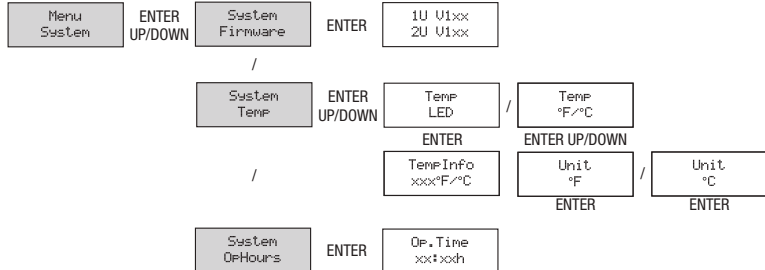 Menu
System
ENTER
UP/DOWN
System
Firmware
ENTER
1U V1xx
2U V1xx
/
System
Temp
ENTER
UP/DOWN
Temp
LED
/
Temp
°F/°C
ENTER
ENTER UP/DOWN
/
TempInfo
xxx°F/°C
Unit
°F
/
Unit
°C
ENTER
ENTER
System
OpHours
ENTER
Op.Time
xx:xxh